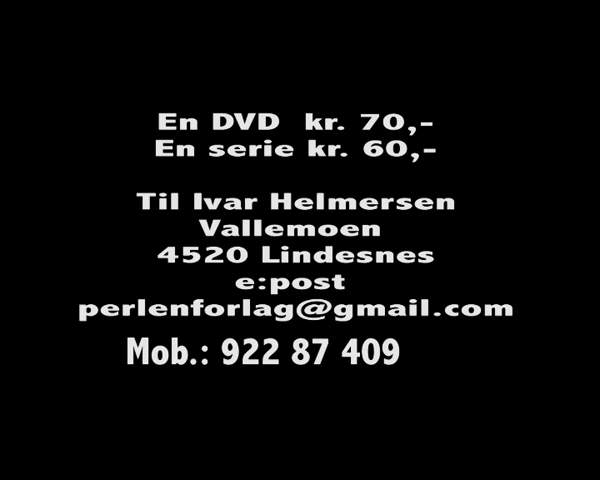 En DVD kr. 70,-
En serie kr. 60,-
Til Ivar Helmersen
Vallemoen
4520 Lindesnes
e:post
perlenforlag@gmail.com
Mob.: 922 87 409